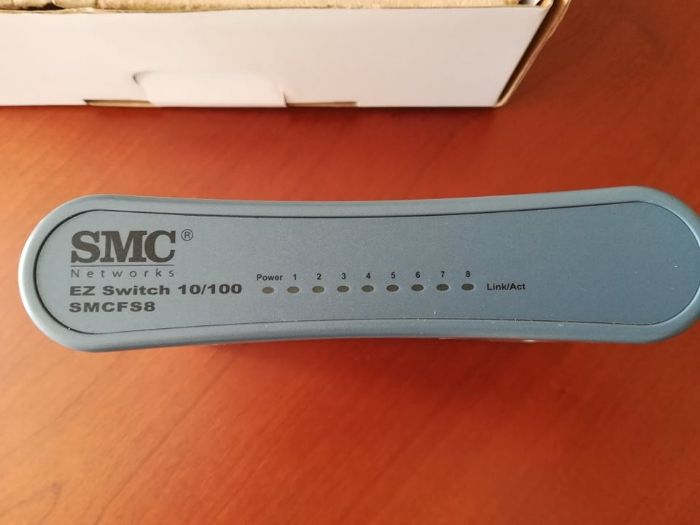 SMC®
Networks
EZ Switch 10/100
SMCFS8
Power 1 2 3 4 5 6 7 8
Link/Act